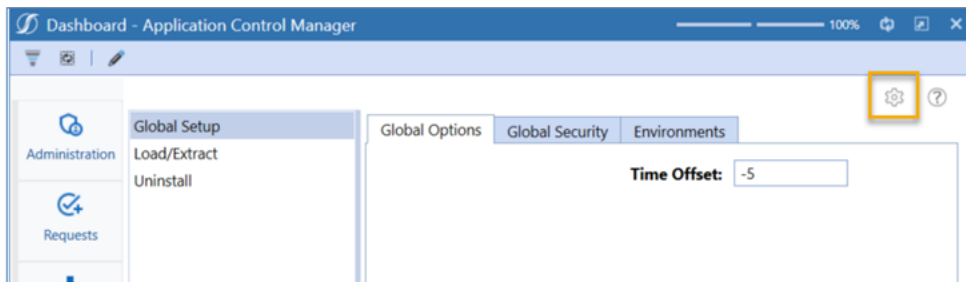 Dashboard - Application Control Manager
100%
Administration
Requests
Global Setup
Load/Extract
Uninstall
Global Options
Global Security
Environments
Time Offset: -5